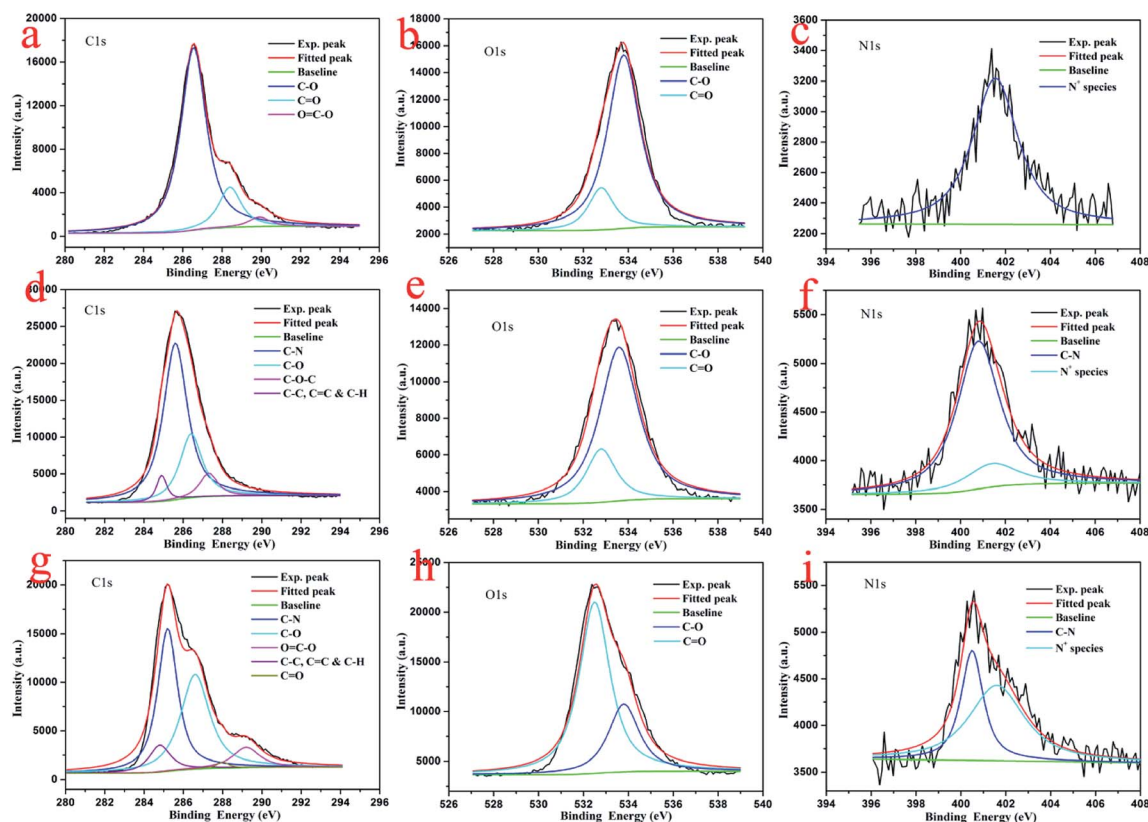 a
C1s
Exp. peak
Fitted peak
Baseline
C-O
C=O
O=C-O
20000
16000
12000
8000
4000
0
280 282 284 286 288 290 292 294 296
Intensity (a.u.)
Binding Energy (eV)
b
O1s
Exp. peak
Fitted peak
Baseline
C-O
C=O
18000
16000
14000
12000
10000
8000
6000
4000
2000
526 528 530 532 534 536 538 540
Intensity (a.u.)
Binding Energy (eV)
c
N1s
Exp. peak
Fitted peak
Baseline
N⁺ species
3600
3400
3200
3000
2800
2600
2400
2200
394 396 398 400 402 404 406 408
Intensity (a.u.)
Binding Energy (eV)
d
C1s
Exp. peak
Fitted peak
Baseline
C-N
C-O
C-O-C
C-C, C=C & C-H
30000
25000
20000
15000
10000
5000
0
280 282 284 286 288 290 292 294 296
Intensity (a.u.)
Binding Energy (eV)
e
O1s
Exp. peak
Fitted peak
Baseline
C-O
C=O
14000
12000
10000
8000
6000
4000
526 528 530 532 534 536 538 540
Intensity (a.u.)
Binding Energy (eV)
f
N1s
Exp. peak
Fitted peak
Baseline
C-N
N⁺ species
5500
5000
4500
4000
3500
394 396 398 400 402 404 406 408
Intensity (a.u.)
Binding Energy (eV)
g
C1s
Exp. peak
Fitted peak
Baseline
C-N
C-O
O=C-O
C-C, C=C & C-H
C=O
20000
15000
10000
5000
0
280 282 284 286 288 290 292 294 296
Intensity (a.u.)
Binding Energy (eV)
h
O1s
Exp. peak
Fitted peak
Baseline
C-O
C=O
25000
20000
15000
10000
5000
526 528 530 532 534 536 538 540
Intensity (a.u.)
Binding Energy (eV)
i
N1s
Exp. peak
Fitted peak
Baseline
C-N
N⁺ species
5500
5000
4500
4000
3500
394 396 398 400 402 404 406 408
Intensity (a.u.)
Binding Energy (eV)